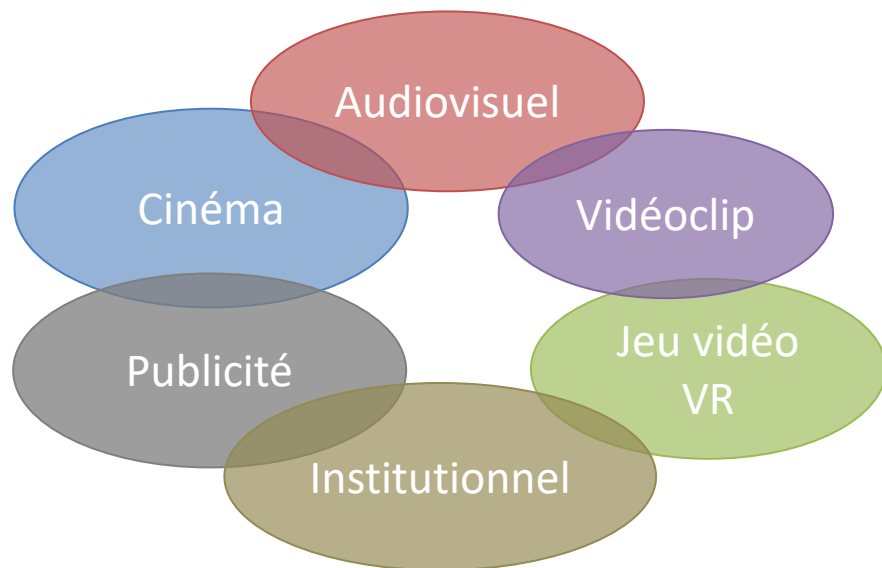 Audiovisuel
Cinéma
Vidéoclip
Publicité
Jeu vidéo
VR
Institutionnel